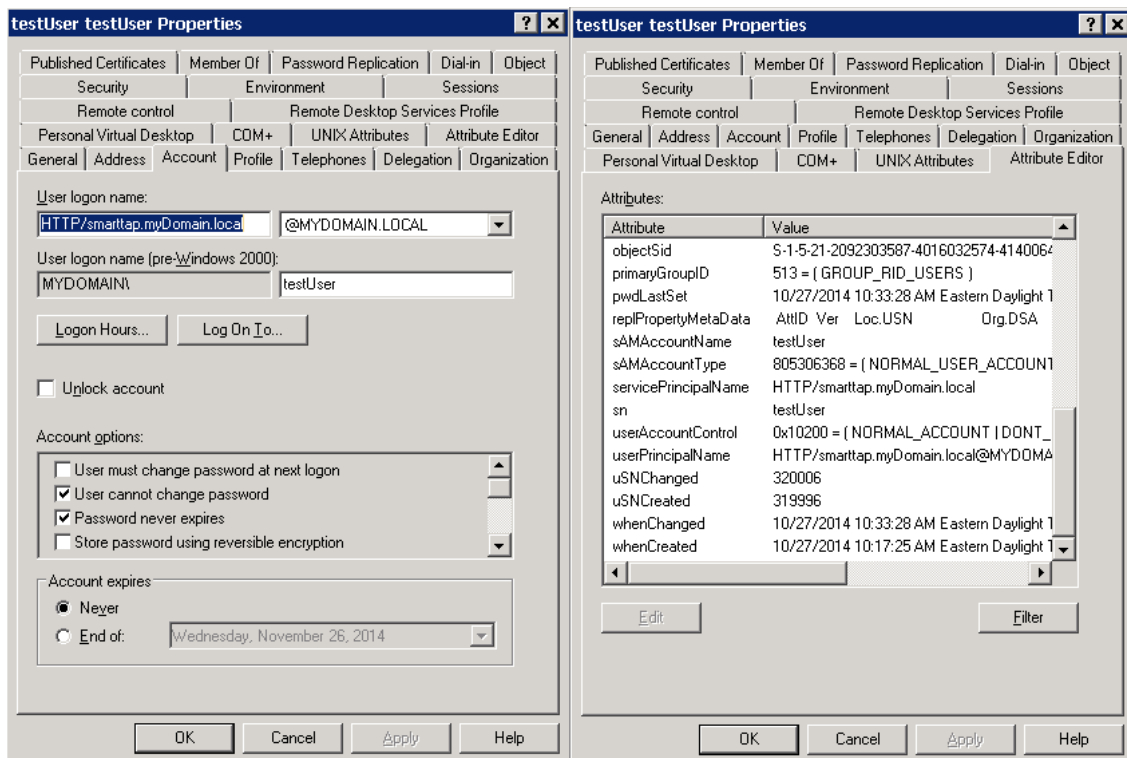 testUser testUser Properties
Published Certificates Member Of Password Replication Dial-in Object
Security Environment Sessions
Remote control Remote Desktop Services Profile
Personal Virtual Desktop COM+ UNIX Attributes Attribute Editor
General Address Account Profile Telephones Delegation Organization
User logon name:
HTTP/smarttap.myDomain.local @MYDOMAIN.LOCAL
User logon name (pre-Windows 2000):
MYDOMAIN\ testUser
Logon Hours... Log On To...
Unlock account
Account options:
User must change password at next logon
User cannot change password
Password never expires
Store password using reversible encryption
Account expires
Never
End of: Wednesday, November 26, 2014
OK Cancel Apply Help
testUser testUser Properties
Published Certificates Member Of Password Replication Dial-in Object
Security Environment Sessions
Remote control Remote Desktop Services Profile
General Address Account Profile Telephones Delegation Organization
Personal Virtual Desktop COM+ UNIX Attributes Attribute Editor
Attributes:
Attribute Value
objectSid S-1-5-21-2092303587-4016032574-4140064
primaryGroupID 513 = ( GROUP_RID_USERS )
pwdLastSet 10/27/2014 10:33:28 AM Eastern Daylight T
replPropertyMetaData AttID Ver Loc.USN Org.DSA
sAMAccountName testUser
sAMAccountType 805306368 = ( NORMAL_USER_ACCOUNT
servicePrincipalName HTTP/smarttap.myDomain.local
sn testUser
userAccountControl 0x10200 = ( NORMAL_ACCOUNT | DONT_
userPrincipalName HTTP/smarttap.myDomain.local@MYDOMA
uSNChanged 320006
uSNCreated 319996
whenChanged 10/27/2014 10:33:28 AM Eastern Daylight T
whenCreated 10/27/2014 10:17:25 AM Eastern Daylight T
Edit Filter
OK Cancel Apply Help